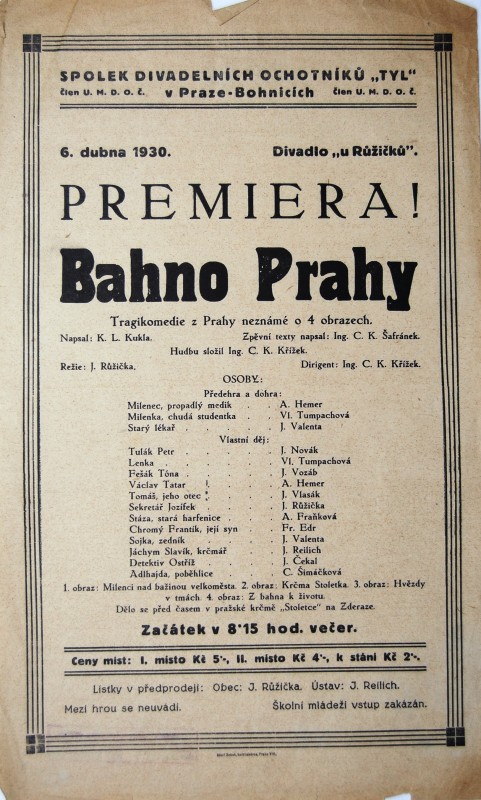 SPOLEK DIVADELNÍCH OCHOTNÍKŮ „TYL“
člen U. M. D. O. č. v Praze-Bohnicích člen U. M. D. O. č.
6. dubna 1930. Divadlo „u Růžičků“.
PREMIERA!
Bahno Prahy
Tragikomedie z Prahy neznámé o 4 obrazech.
Napsal: K. L. Kukla. Zpěvní texty napsal: Ing. C. K. Šafránek.
Hudbu složil Ing. C. K. Křížek.
Režie: J. Růžička. Dirigent: Ing. C. K. Křížek.
OSOBY:
Předehra a dohra:
Milenec, propadlý medik . . A. Hemer
Milenka, chudá studentka . . Vl. Tumpachová
Starý lékař . . . . . J. Valenta
Vlastní děj:
Tulák Petr . . . . . J. Novák
Lenka . . . . . . Vl. Tumpachová
Fešák Tóna . . . . . J. Vozáb
Václav Tatar . . . . A. Hemer
Tomáš, jeho otec . . . . J. Vlasák
Sekretář Jozífek . . . . J. Růžička
Stáza, stará harfenice . . . A. Fraňková
Chromý Frantík, její syn . . Fr. Edr
Sojka, zedník . . . . J. Valenta
Jáchym Slavík, krčmář . . J. Reilich
Detektiv Ostříž . . . . J. Čekal
Adlhajda, poběhlice . . . C. Šimáčková
1. obraz: Milenci nad bažinou velkoměsta. 2. obraz: Krčma Stoletka. 3. obraz: Hvězdy
v tmách. 4. obraz: Z bahna k životu.
Dělo se před časem v pražské krčmě „Stoletce“ na Zderaze.
Začátek v 8·15 hod. večer.
Ceny míst: I. místo Kč 5·-, II. místo Kč 4·-, k stání Kč 2·-.
Lístky v předprodeji: Obec: J. Růžička. Ústav: J. Reilich.
Mezi hrou se neuvádí. Školní mládeži vstup zakázán.